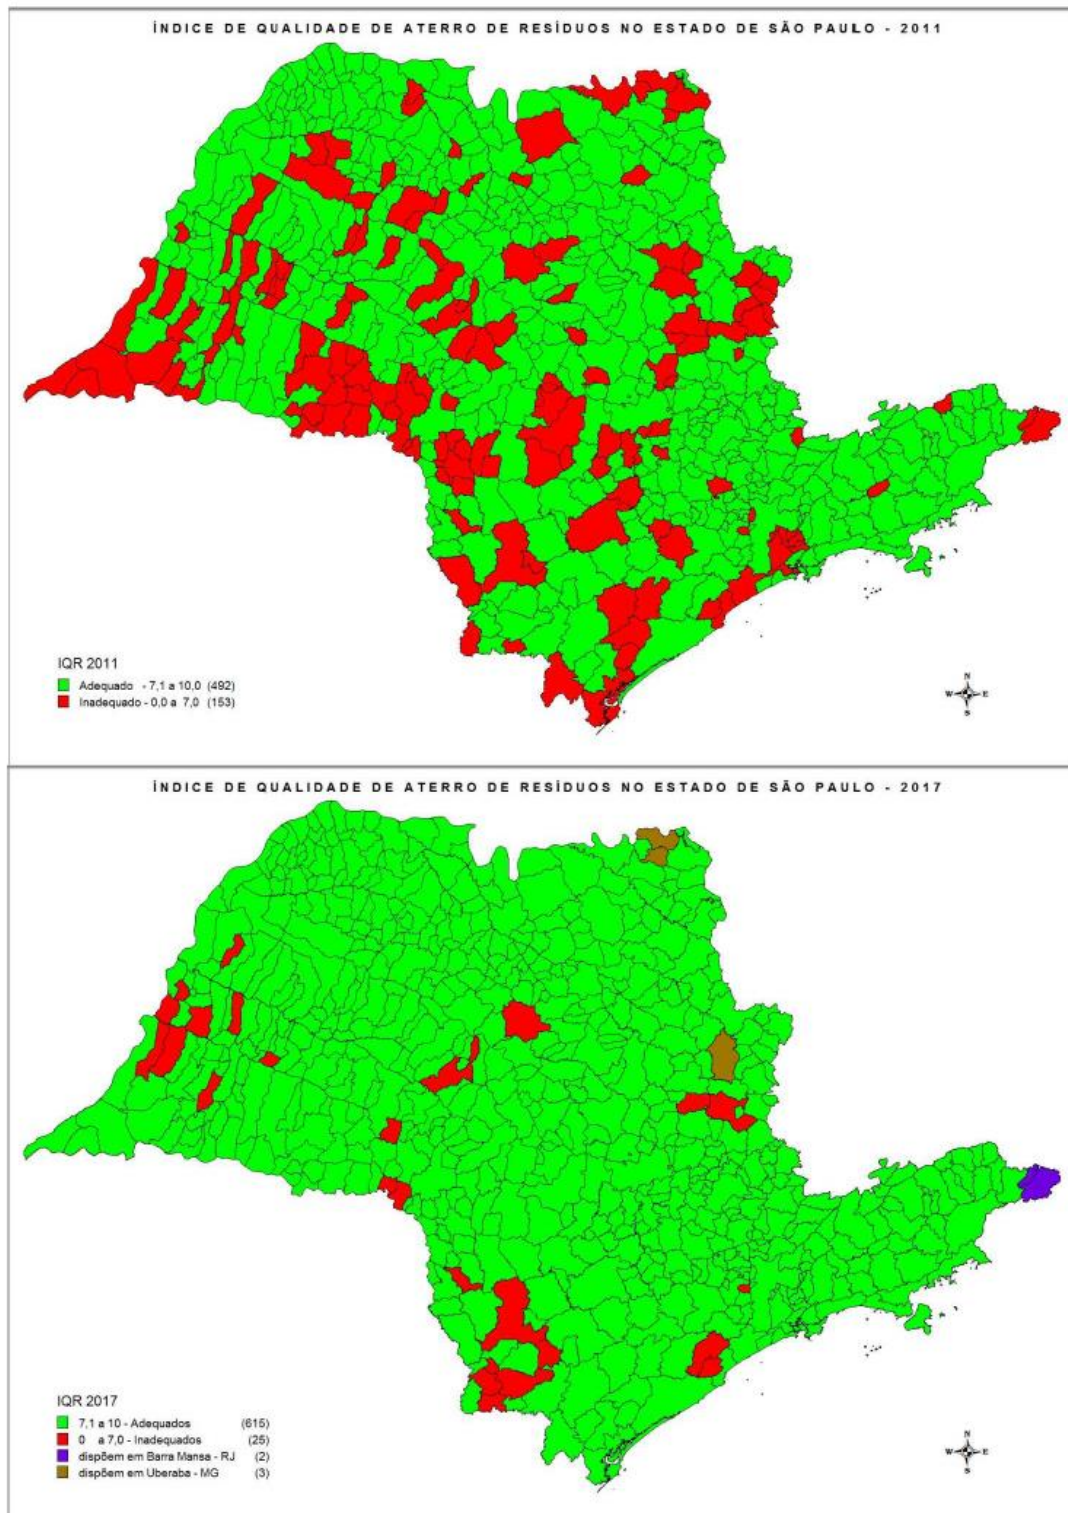 ÍNDICE DE QUALIDADE DE ATERRO DE RESÍDUOS NO ESTADO DE SÃO PAULO - 2011
IQR 2011
Adequado - 7,1 a 10,0 (492)
Inadequado - 0,0 a 7,0 (153)
N
W E
S
ÍNDICE DE QUALIDADE DE ATERRO DE RESÍDUOS NO ESTADO DE SÃO PAULO - 2017
IQR 2017
7,1 a 10 - Adequados (615)
0 a 7,0 - Inadequados (25)
dispõem em Barra Mansa - RJ (2)
dispõem em Uberaba - MG (3)
N
W E
S